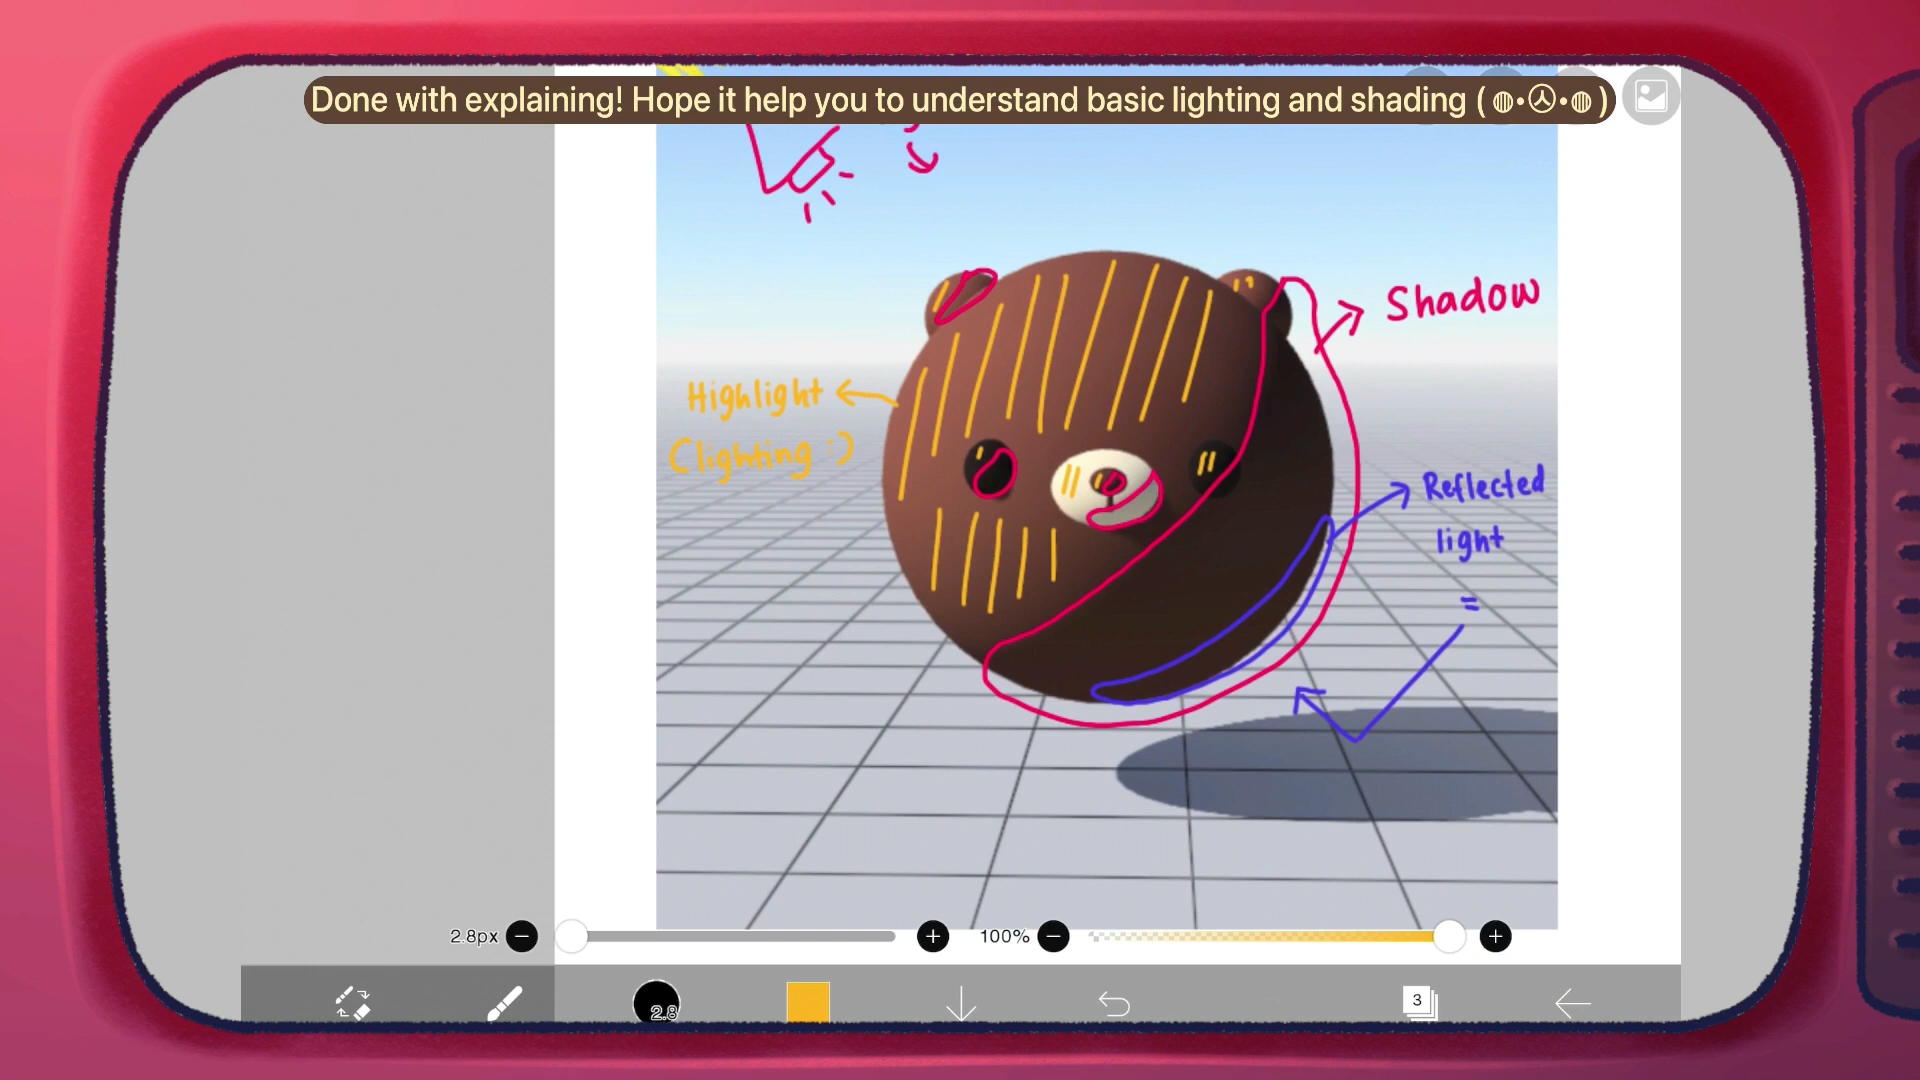 Done with explaining! Hope it help you to understand basic lighting and shading ( ◍•㉦•◍ )
Shadow
Highlight
(lighting :)
Reflected
light
=
2.8px
100%
2.8
3